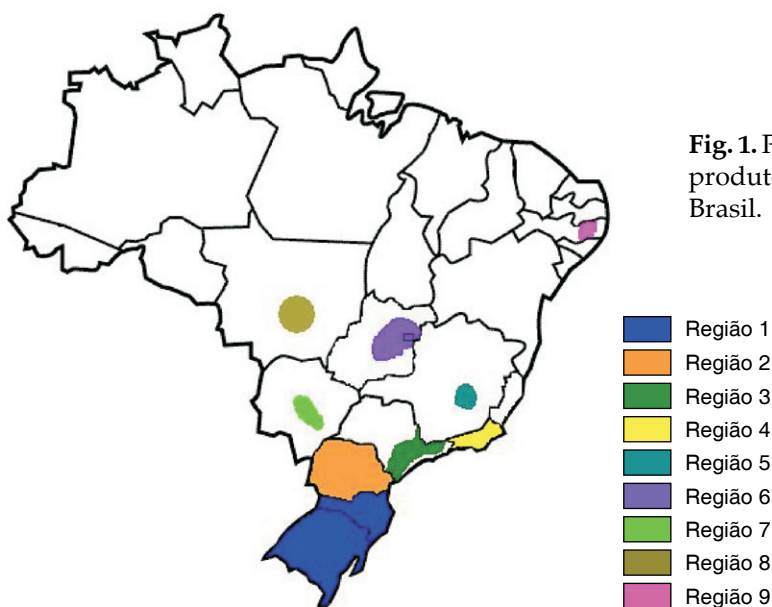 Fig. 1.
produt
Brasil.
Região 1
Região 2
Região 3
Região 4
Região 5
Região 6
Região 7
Região 8
Região 9